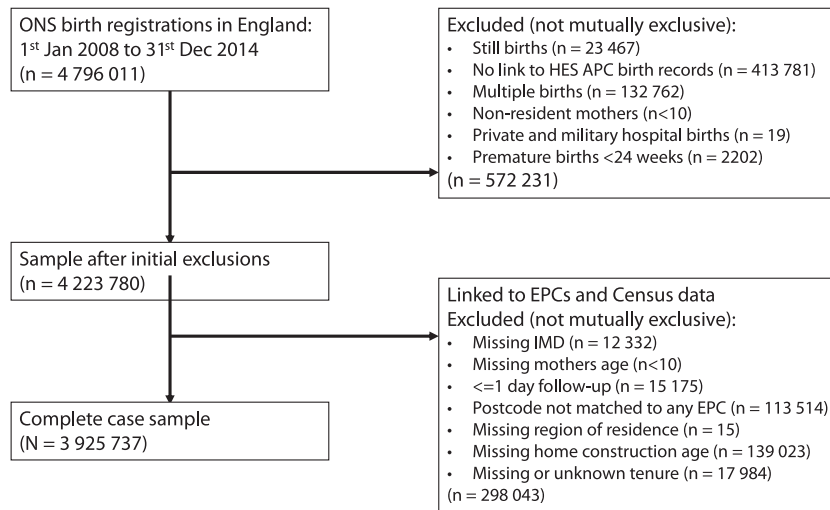 ONS birth registrations in England:
1st Jan 2008 to 31st Dec 2014
(n = 4 796 011)
Excluded (not mutually exclusive):
• Still births (n = 23 467)
• No link to HES APC birth records (n = 413 781)
• Multiple births (n = 132 762)
• Non-resident mothers (n<10)
• Private and military hospital births (n = 19)
• Premature births <24 weeks (n = 2202)
(n = 572 231)
Sample after initial exclusions
(n = 4 223 780)
Linked to EPCs and Census data
Excluded (not mutually exclusive):
• Missing IMD (n = 12 332)
• Missing mothers age (n<10)
• <=1 day follow-up (n = 15 175)
• Postcode not matched to any EPC (n = 113 514)
• Missing region of residence (n = 15)
• Missing home construction age (n = 139 023)
• Missing or unknown tenure (n = 17 984)
(n = 298 043)
Complete case sample
(N = 3 925 737)